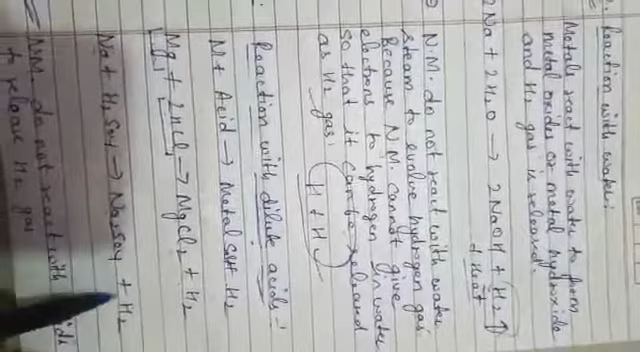 Reaction with water:
Metals react with water to form
metal oxides or metal hydroxide
and H2 gas is released.
2Na + 2H2O → 2NaOH + H2↑
+ Heat
N.M. do not react with water
steam to evolve hydrogen gas
Because N.M. cannot give
electrons to hydrogen in water
so that it can be released
as H2 gas. (H + H)
Reaction with dilute acids:-
M + Acid → Metal Salt + H2
Mg + 2HCl → MgCl2 + H2
Na + H2SO4 → Na2SO4 + H2
N.M. do not react with
to release H2 gas